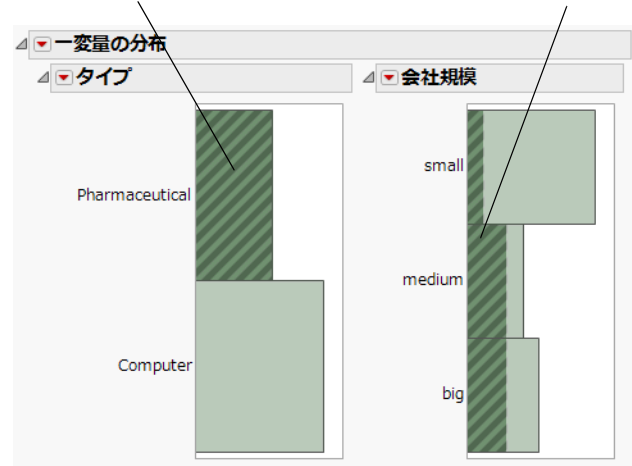 一変量の分布
タイプ
Pharmaceutical
Computer
会社規模
small
medium
big